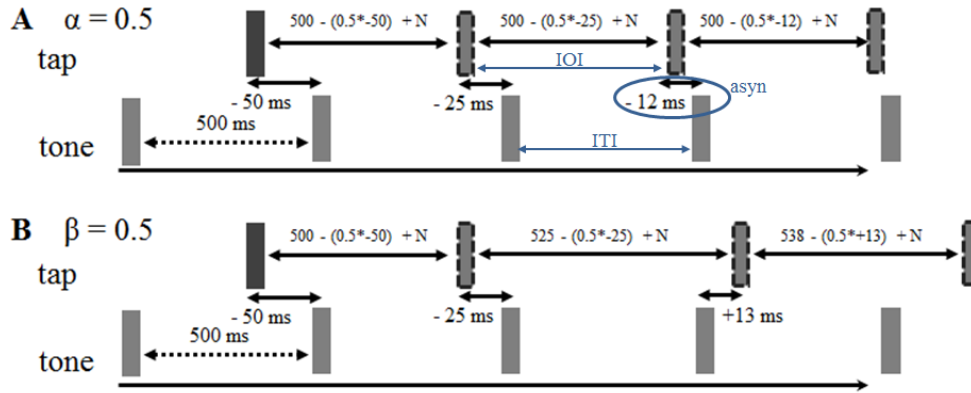 A α = 0.5
500 - (0.5*-50) + N
500 - (0.5*-25) + N
500 - (0.5*-12) + N
tap
IOI
- 50 ms
- 25 ms
- 12 ms
asyn
500 ms
tone
ITI
B β = 0.5
500 - (0.5*-50) + N
525 - (0.5*-25) + N
538 - (0.5*+13) + N
tap
- 50 ms
- 25 ms
+13 ms
500 ms
tone